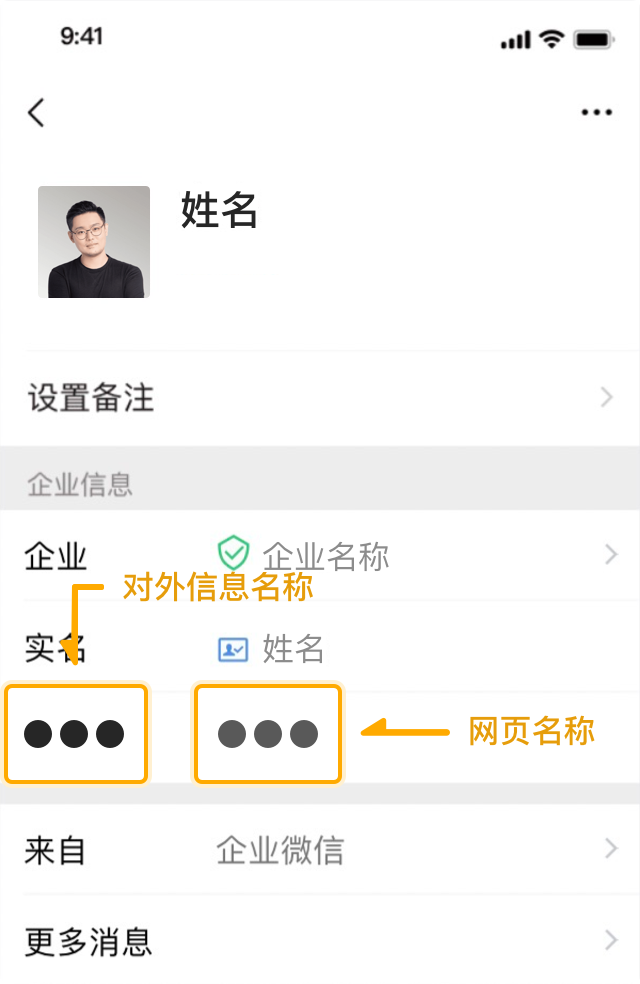 9:41
姓名
设置备注
企业信息
企业 企业名称
对外信息名称
实名 姓名
网页名称
来自 企业微信
更多消息